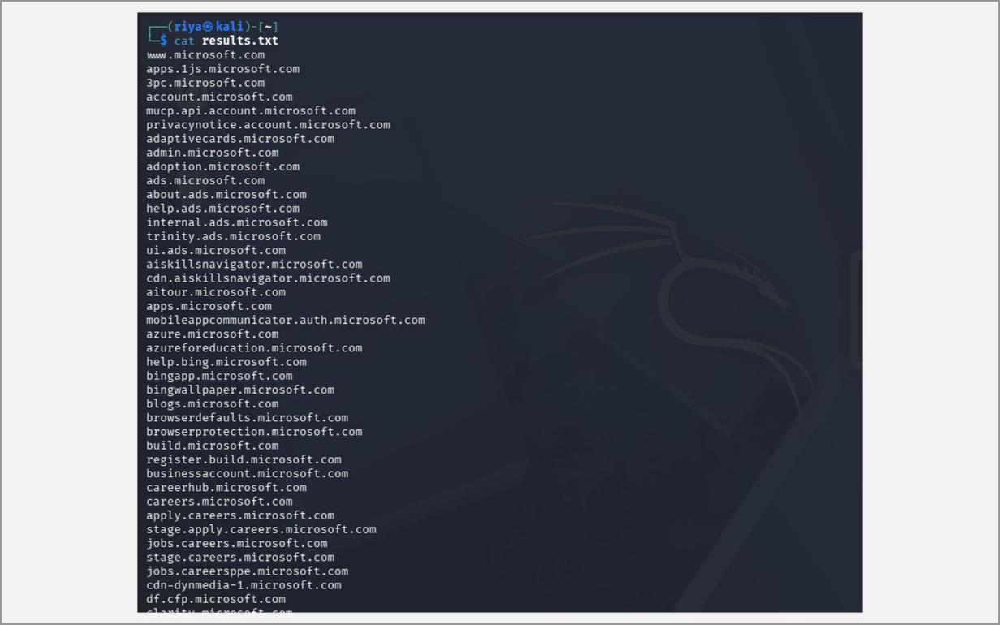 ┌──(riya㉿kali)-[~]
└─$ cat results.txt
www.microsoft.com
apps.1js.microsoft.com
3pc.microsoft.com
account.microsoft.com
mucp.api.account.microsoft.com
privacynotice.account.microsoft.com
adaptivecards.microsoft.com
admin.microsoft.com
adoption.microsoft.com
ads.microsoft.com
about.ads.microsoft.com
help.ads.microsoft.com
internal.ads.microsoft.com
trinity.ads.microsoft.com
ui.ads.microsoft.com
aiskillsnavigator.microsoft.com
cdn.aiskillsnavigator.microsoft.com
aitour.microsoft.com
apps.microsoft.com
mobileappcommunicator.auth.microsoft.com
azure.microsoft.com
azureforeducation.microsoft.com
help.bing.microsoft.com
bingapp.microsoft.com
bingwallpaper.microsoft.com
blogs.microsoft.com
browserdefaults.microsoft.com
browserprotection.microsoft.com
build.microsoft.com
register.build.microsoft.com
businessaccount.microsoft.com
careerhub.microsoft.com
careers.microsoft.com
apply.careers.microsoft.com
stage.apply.careers.microsoft.com
jobs.careers.microsoft.com
stage.careers.microsoft.com
jobs.careersppe.microsoft.com
cdn-dynmedia-1.microsoft.com
df.cfp.microsoft.com
clarity.microsoft.com